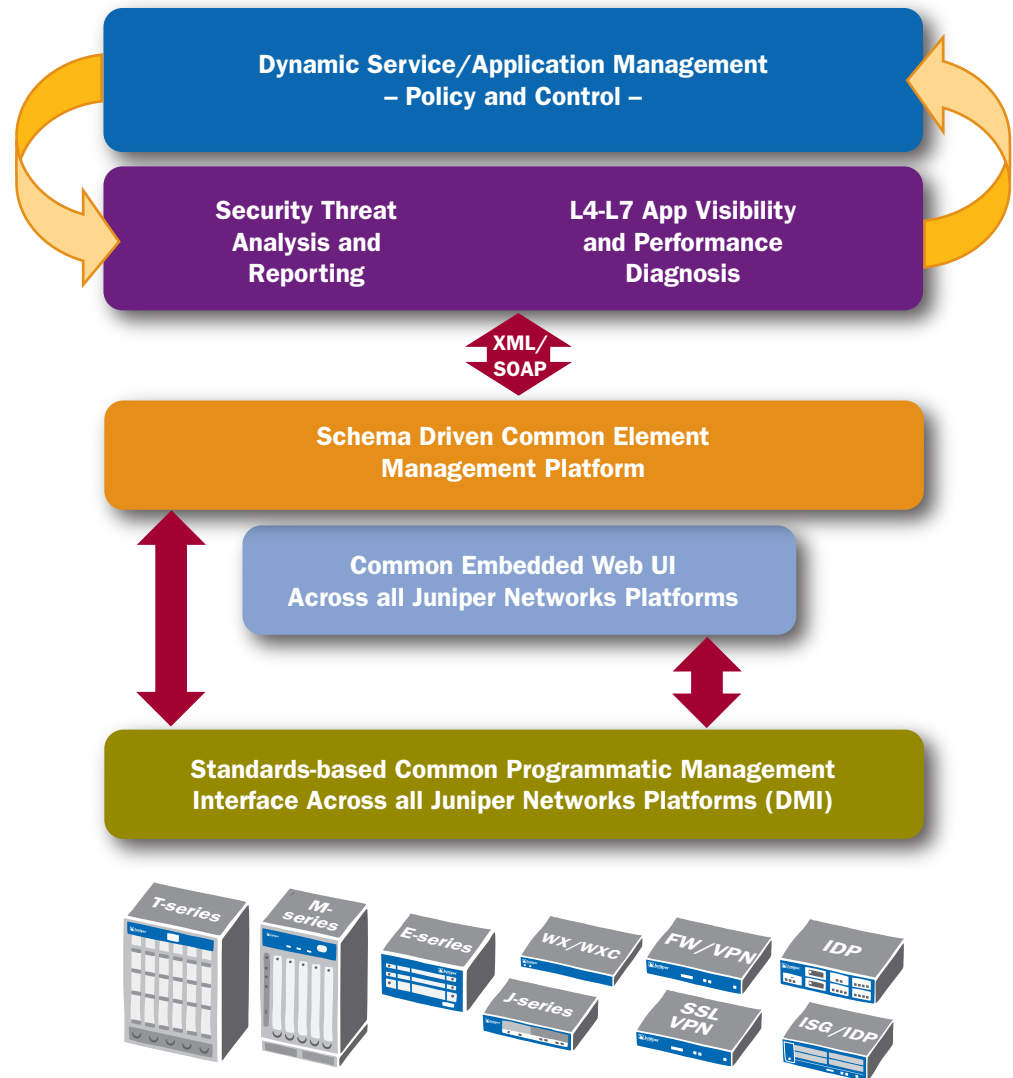 Dynamic Service/Application Management
– Policy and Control –
Security Threat
Analysis and
Reporting
L4-L7 App Visibility
and Performance
Diagnosis
XML/
SOAP
Schema Driven Common Element
Management Platform
Common Embedded Web UI
Across all Juniper Networks Platforms
Standards-based Common Programmatic Management
Interface Across all Juniper Networks Platforms (DMI)
T-series
M-
series
E-series
WX/WXC
FW/VPN
IDP
J-series
SSL
VPN
ISG/IDP